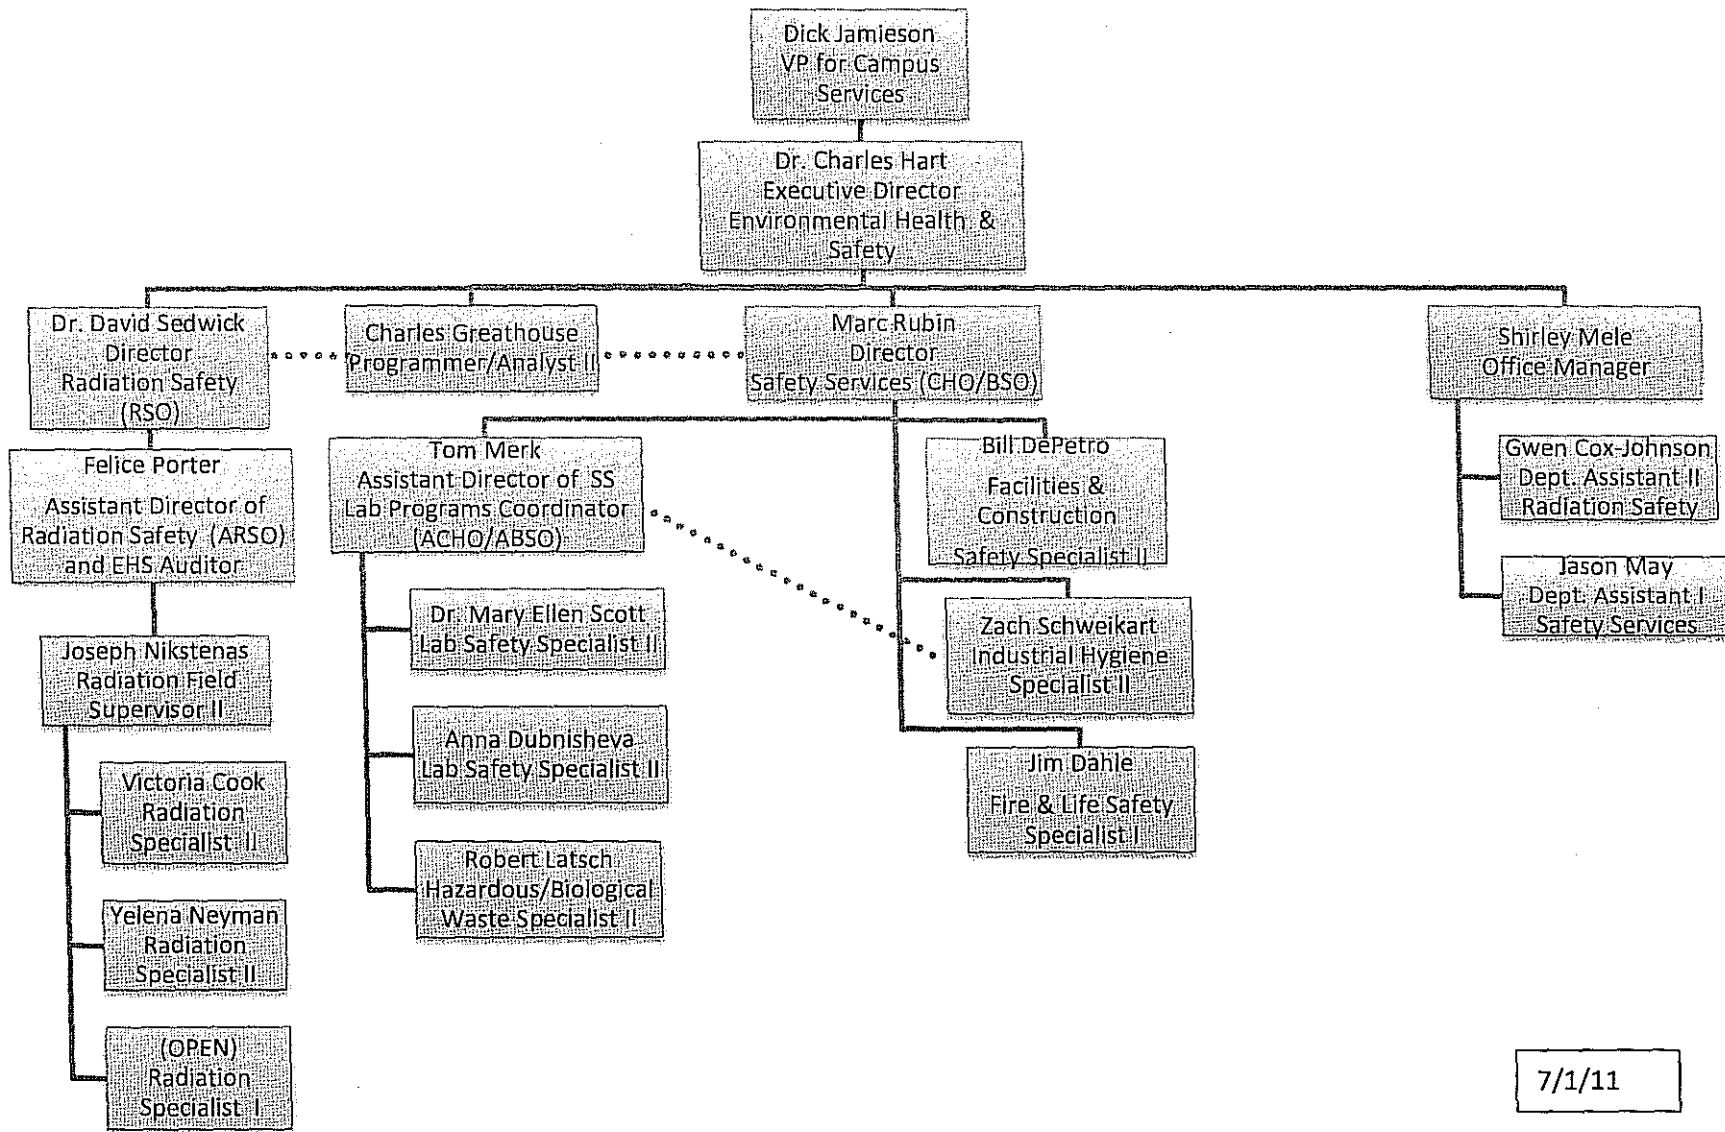 Dick Jamieson
VP for Campus
Services
Dr. Charles Hart
Executive Director
Environmental Health &
Safety
Dr. David Sedwick
Director
Radiation Safety
(RSO)
Charles Greathouse
Programmer/Analyst II
Marc Rubin
Director
Safety Services (CHO/BSO)
Shirley Mele
Office Manager
Felice Porter
Assistant Director of
Radiation Safety (ARSO)
and EHS Auditor
Tom Merk
Assistant Director of SS
Lab Programs Coordinator
(ACHO/ABSO)
Bill DePetro
Facilities &
Construction
Safety Specialist II
Gwen Cox-Johnson
Dept. Assistant II
Radiation Safety
Jason May
Dept. Assistant I
Safety Services
Dr. Mary Ellen Scott
Lab Safety Specialist II
Zach Schweikart
Industrial Hygiene
Specialist II
Joseph Nikstenas
Radiation Field
Supervisor II
Anna Dubnisheva
Lab Safety Specialist II
Jim Dahle
Fire & Life Safety
Specialist I
Victoria Cook
Radiation
Specialist II
Robert Latsch
Hazardous/Biological
Waste Specialist II
Yelena Neyman
Radiation
Specialist II
(OPEN)
Radiation
Specialist I
7/1/11